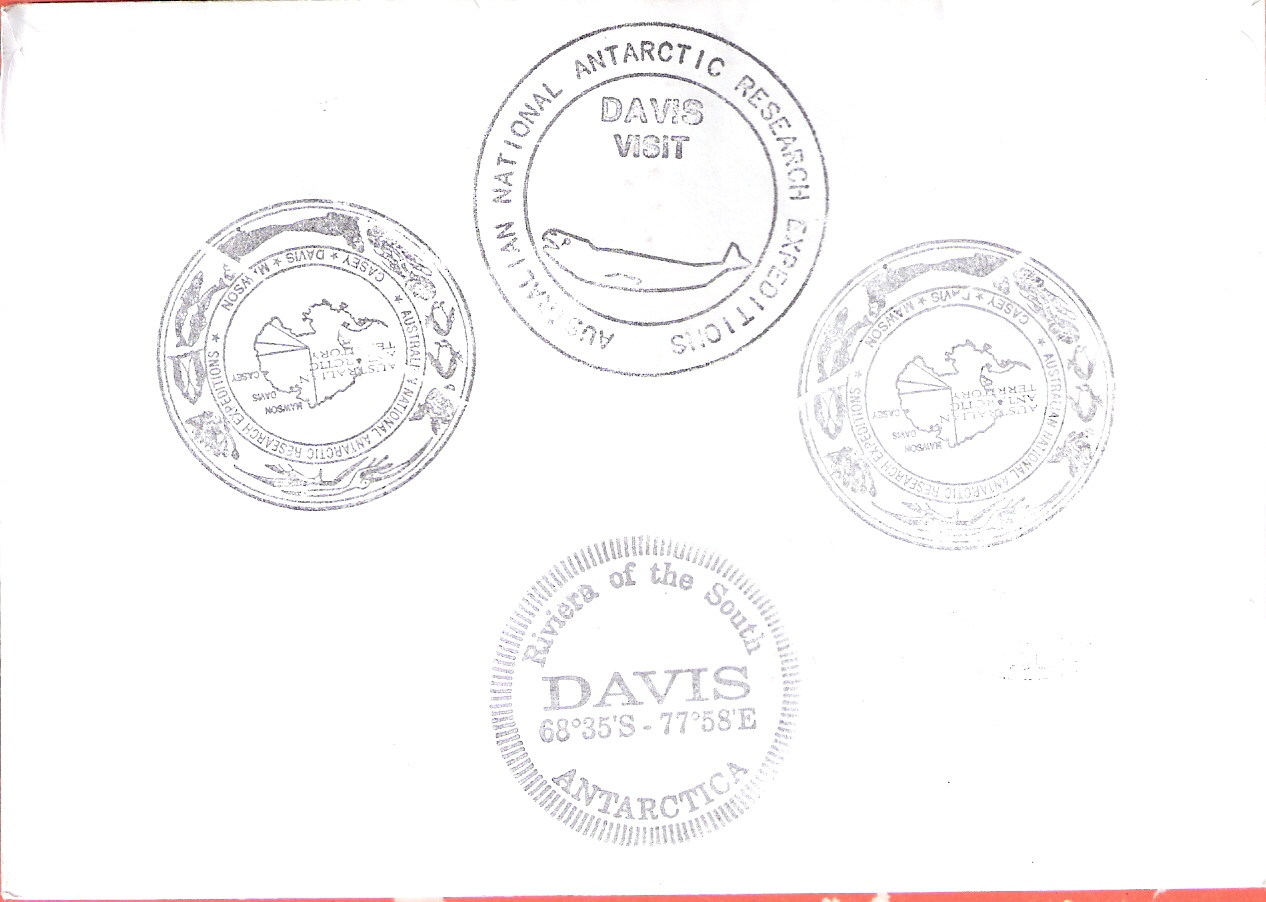 AUSTRALIAN NATIONAL ANTARCTIC RESEARCH EXPEDITIONS
DAVIS
VISIT
CASEY ★ DAVIS ★ MAWSON
★ AUSTRALIAN NATIONAL ANTARCTIC RESEARCH EXPEDITIONS ★
AUSTRALIAN
ANTARCTIC
TERRITORY
MAWSON
DAVIS
CASEY
CASEY ★ DAVIS ★ MAWSON
★ AUSTRALIAN NATIONAL ANTARCTIC RESEARCH EXPEDITIONS ★
AUSTRALIAN
ANTARCTIC
TERRITORY
MAWSON
DAVIS
CASEY
Riviera of the South
DAVIS
68°35'S - 77°58'E
ANTARCTICA